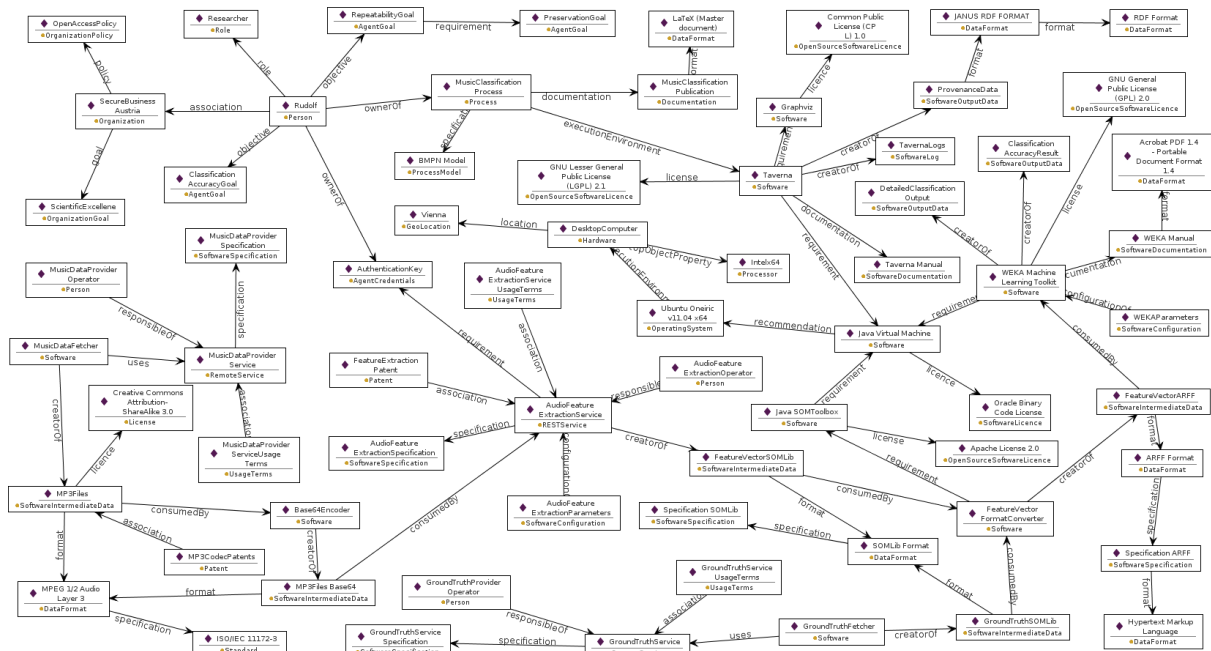 OpenAccessPolicy
OrganizationPolicy
Researcher
Role
RepeatabilityGoal
AgentGoal
requirement
PreservationGoal
AgentGoal
LaTeX (Master
document)
DataFormat
Common Public
License (CP
L) 1.0
OpenSourceSoftwareLicence
JANUS RDF FORMAT
DataFormat
format
RDF Format
DataFormat
policy
role
objective
format
licence
format
SecureBusiness
Austria
Organization
association
Rudolf
Person
ownerOf
MusicClassification
Process
Process
documentation
MusicClassification
Publication
Documentation
Graphviz
Software
ProvenanceData
SoftwareOutputData
GNU General
Public License
(GPL) 2.0
OpenSourceSoftwareLicence
goal
objective
executionEnvironment
creatorOf
BMPN Model
ProcessModel
TavernaLogs
SoftwareLog
creatorOf
Classification
AccuracyResult
SoftwareOutputData
Acrobat PDF 1.4
- Portable
Document Format
1.4
DataFormat
Classification
AccuracyGoal
AgentGoal
GNU Lesser General
Public License
(LGPL) 2.1
OpenSourceSoftwareLicence
license
Taverna
Software
DetailedClassification
Output
SoftwareOutputData
license
format
ScientificExcellene
OrganizationGoal
ownerOf
Vienna
GeoLocation
location
DesktopComputer
Hardware
documentation
creatorOf
creatorOf
WEKA Manual
SoftwareDocumentation
MusicDataProvider
Specification
SoftwareSpecification
requirement
Intelx64
Processor
Taverna Manual
SoftwareDocumentation
MusicDataProvider
Operator
Person
AuthenticationKey
AgentCredentials
AudioFeature
ExtractionService
UsageTerms
UsageTerms
WEKA Machine
Learning Toolkit
Software
specification
responsibleOf
Ubuntu Oneiric
v11.04 x64
OperatingSystem
recommendation
WEKAParameters
SoftwareConfiguration
MusicDataFetcher
Software
uses
MusicDataProvider
Service
RemoteService
requirement
association
Java Virtual Machine
Software
consumedBy
FeatureExtraction
Patent
Patent
AudioFeature
ExtractionOperator
Person
licence
creatorOf
Creative Commons
Attribution-
ShareAlike 3.0
License
association
association
requirement
Oracle Binary
Code License
SoftwareLicence
FeatureVectorARFF
SoftwareIntermediateData
AudioFeature
ExtractionService
RESTService
Java SOMToolbox
Software
license
format
licence
MusicDataProvider
ServiceUsage
Terms
UsageTerms
AudioFeature
ExtractionSpecification
SoftwareSpecification
specification
creatorOf
FeatureVectorSOMLib
SoftwareIntermediateData
requirement
Apache License 2.0
OpenSourceSoftwareLicence
creatorOf
ARFF Format
DataFormat
MP3Files
SoftwareIntermediateData
consumedBy
Base64Encoder
Software
consumedBy
AudioFeature
ExtractionParameters
SoftwareConfiguration
Specification SOMLib
SoftwareSpecification
format
consumedBy
FeatureVector
FormatConverter
Software
specification
association
format
creatorOf
specification
SOMLib Format
DataFormat
Specification ARFF
SoftwareSpecification
MP3CodecPatents
Patent
MPEG 1/2 Audio
Layer 3
DataFormat
format
MP3Files Base64
SoftwareIntermediateData
GroundTruthProvider
Operator
Person
GroundTruthService
UsageTerms
UsageTerms
format
consumedBy
format
specification
responsibleOf
GroundTruthFetcher
Software
GroundTruthSOMLib
SoftwareIntermediateData
Hypertext Markup
Language
DataFormat
ISO/IEC 11172-3
Standard
GroundTruthService
Specification
specification
GroundTruthService
uses
creatorOf